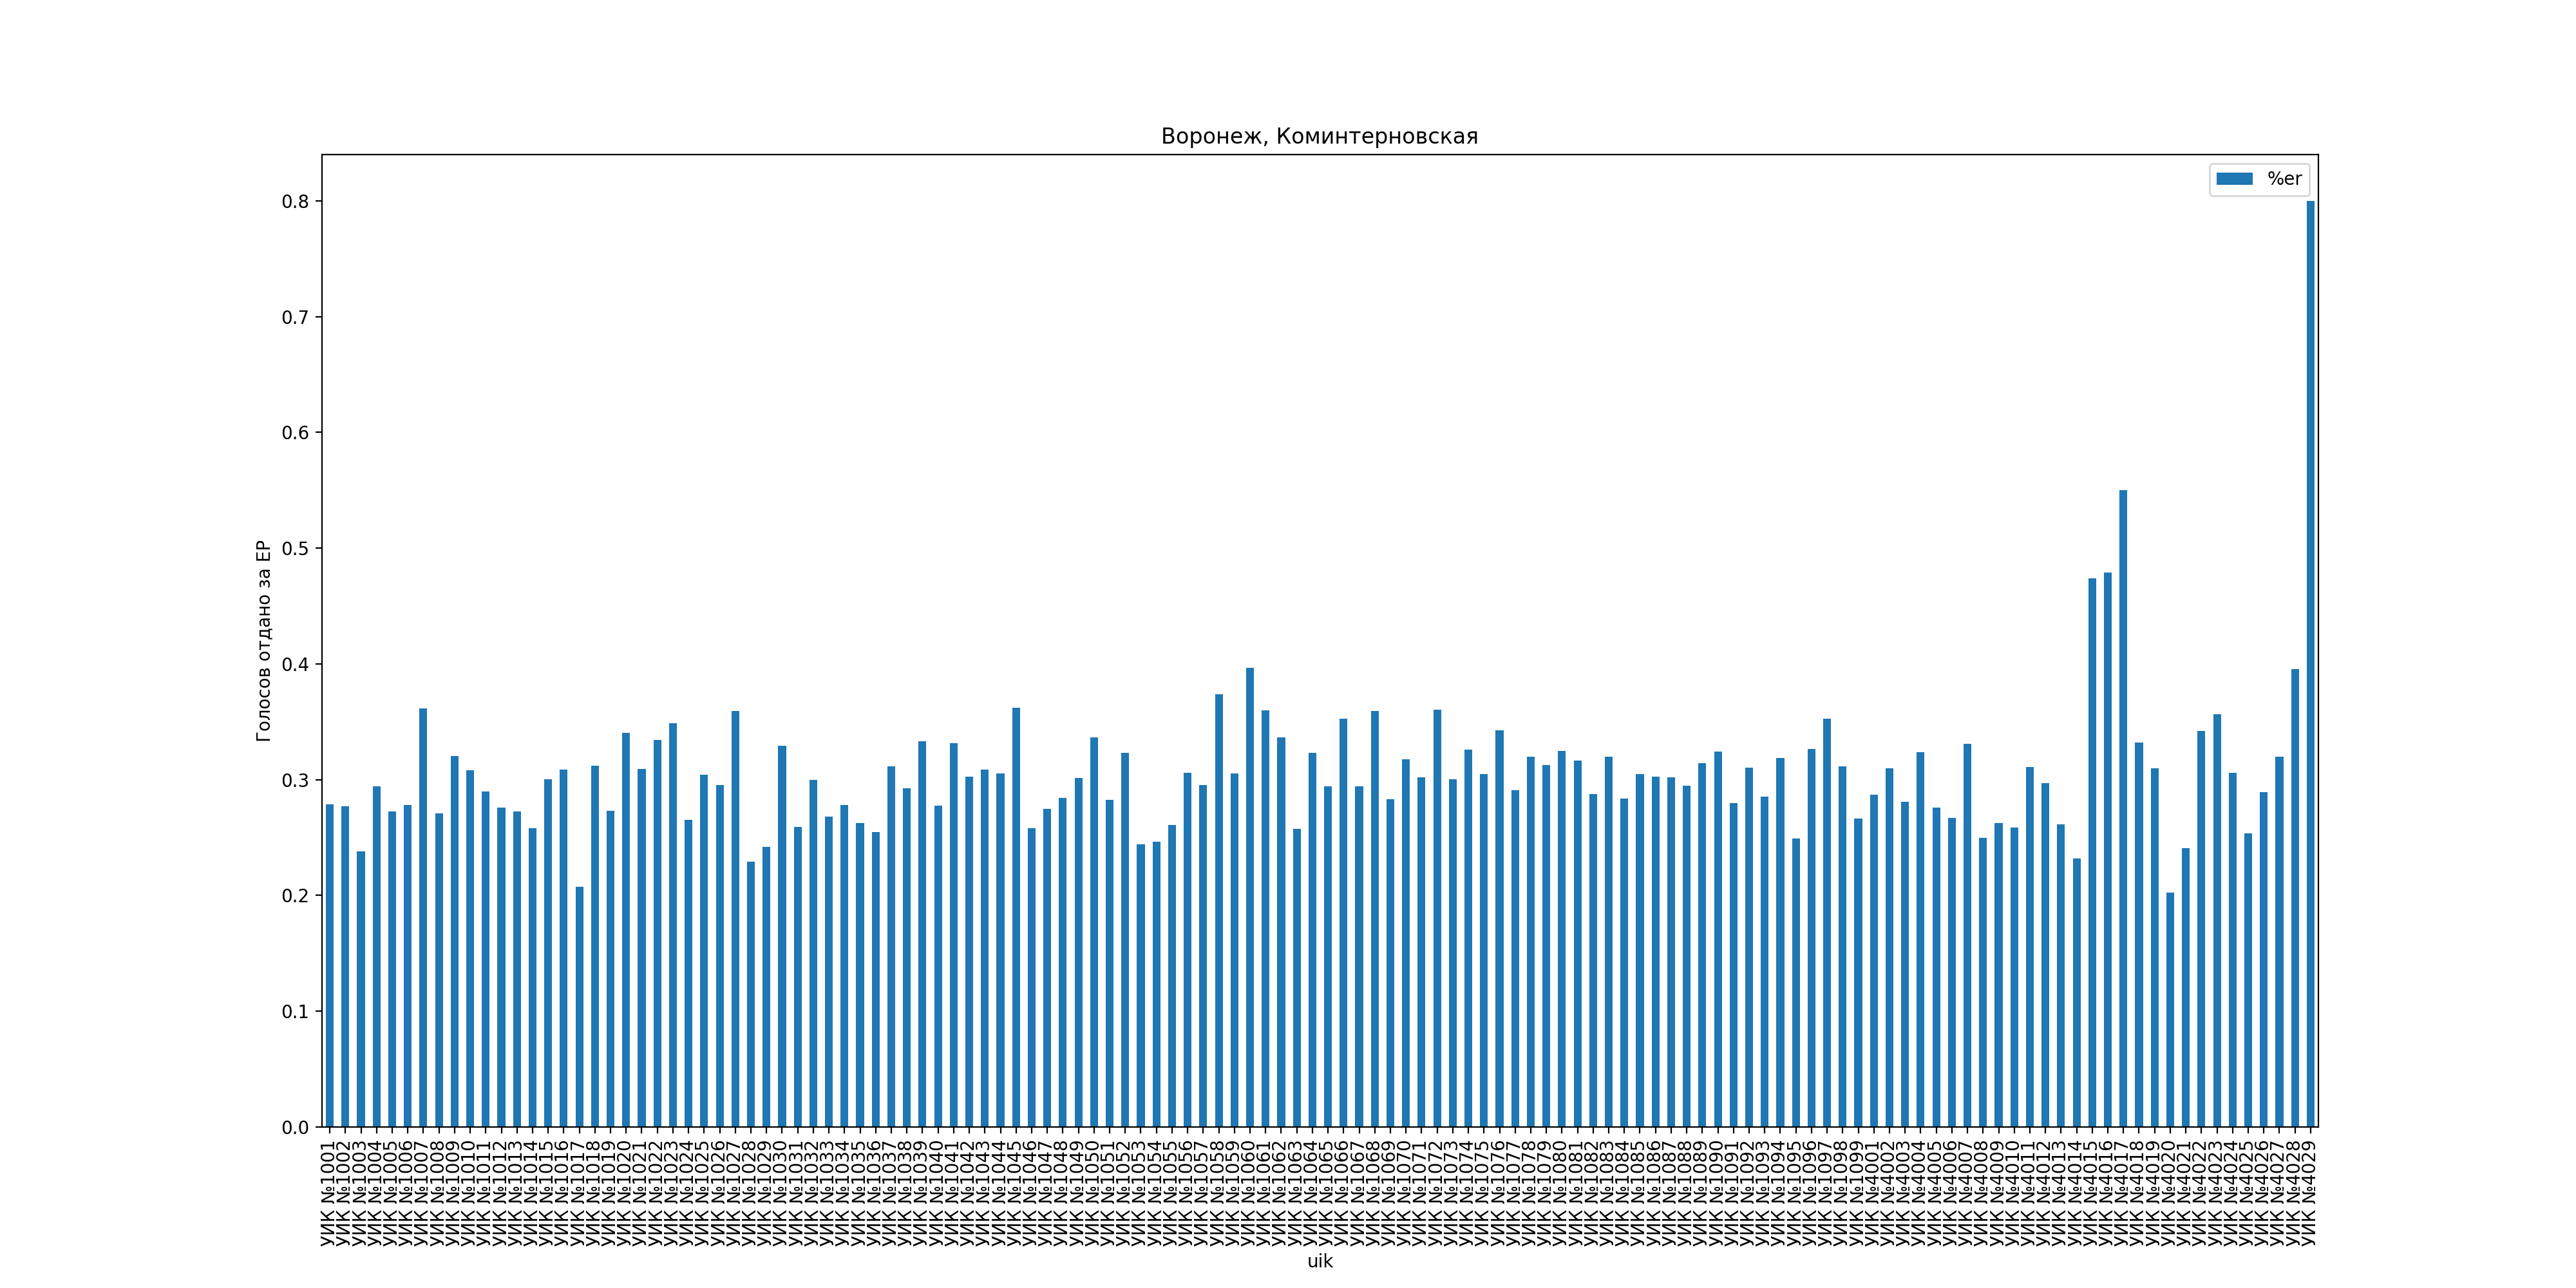 Воронеж, Коминтерновская
%er
0.8
0.7
0.6
0.5
0.4
0.3
0.2
0.1
0.0
Голосов отдано за ЕР
УИК №1001
УИК №1002
УИК №1003
УИК №1004
УИК №1005
УИК №1006
УИК №1007
УИК №1008
УИК №1009
УИК №1010
УИК №1011
УИК №1012
УИК №1013
УИК №1014
УИК №1015
УИК №1016
УИК №1017
УИК №1018
УИК №1019
УИК №1020
УИК №1021
УИК №1022
УИК №1023
УИК №1024
УИК №1025
УИК №1026
УИК №1027
УИК №1028
УИК №1029
УИК №1030
УИК №1031
УИК №1032
УИК №1033
УИК №1034
УИК №1035
УИК №1036
УИК №1037
УИК №1038
УИК №1039
УИК №1040
УИК №1041
УИК №1042
УИК №1043
УИК №1044
УИК №1045
УИК №1046
УИК №1047
УИК №1048
УИК №1049
УИК №1050
УИК №1051
УИК №1052
УИК №1053
УИК №1054
УИК №1055
УИК №1056
УИК №1057
УИК №1058
УИК №1059
УИК №1060
УИК №1061
УИК №1062
УИК №1063
УИК №1064
УИК №1065
УИК №1066
УИК №1067
УИК №1068
УИК №1069
УИК №1070
УИК №1071
УИК №1072
УИК №1073
УИК №1074
УИК №1075
УИК №1076
УИК №1077
УИК №1078
УИК №1079
УИК №1080
УИК №1081
УИК №1082
УИК №1083
УИК №1084
УИК №1085
УИК №1086
УИК №1087
УИК №1088
УИК №1089
УИК №1090
УИК №1091
УИК №1092
УИК №1093
УИК №1094
УИК №1095
УИК №1096
УИК №1097
УИК №1098
УИК №1099
УИК №4001
УИК №4002
УИК №4003
УИК №4004
УИК №4005
УИК №4006
УИК №4007
УИК №4008
УИК №4009
УИК №4010
УИК №4011
УИК №4012
УИК №4013
УИК №4014
УИК №4015
УИК №4016
УИК №4017
УИК №4018
УИК №4019
УИК №4020
УИК №4021
УИК №4022
УИК №4023
УИК №4024
УИК №4025
УИК №4026
УИК №4027
УИК №4028
УИК №4029
uik